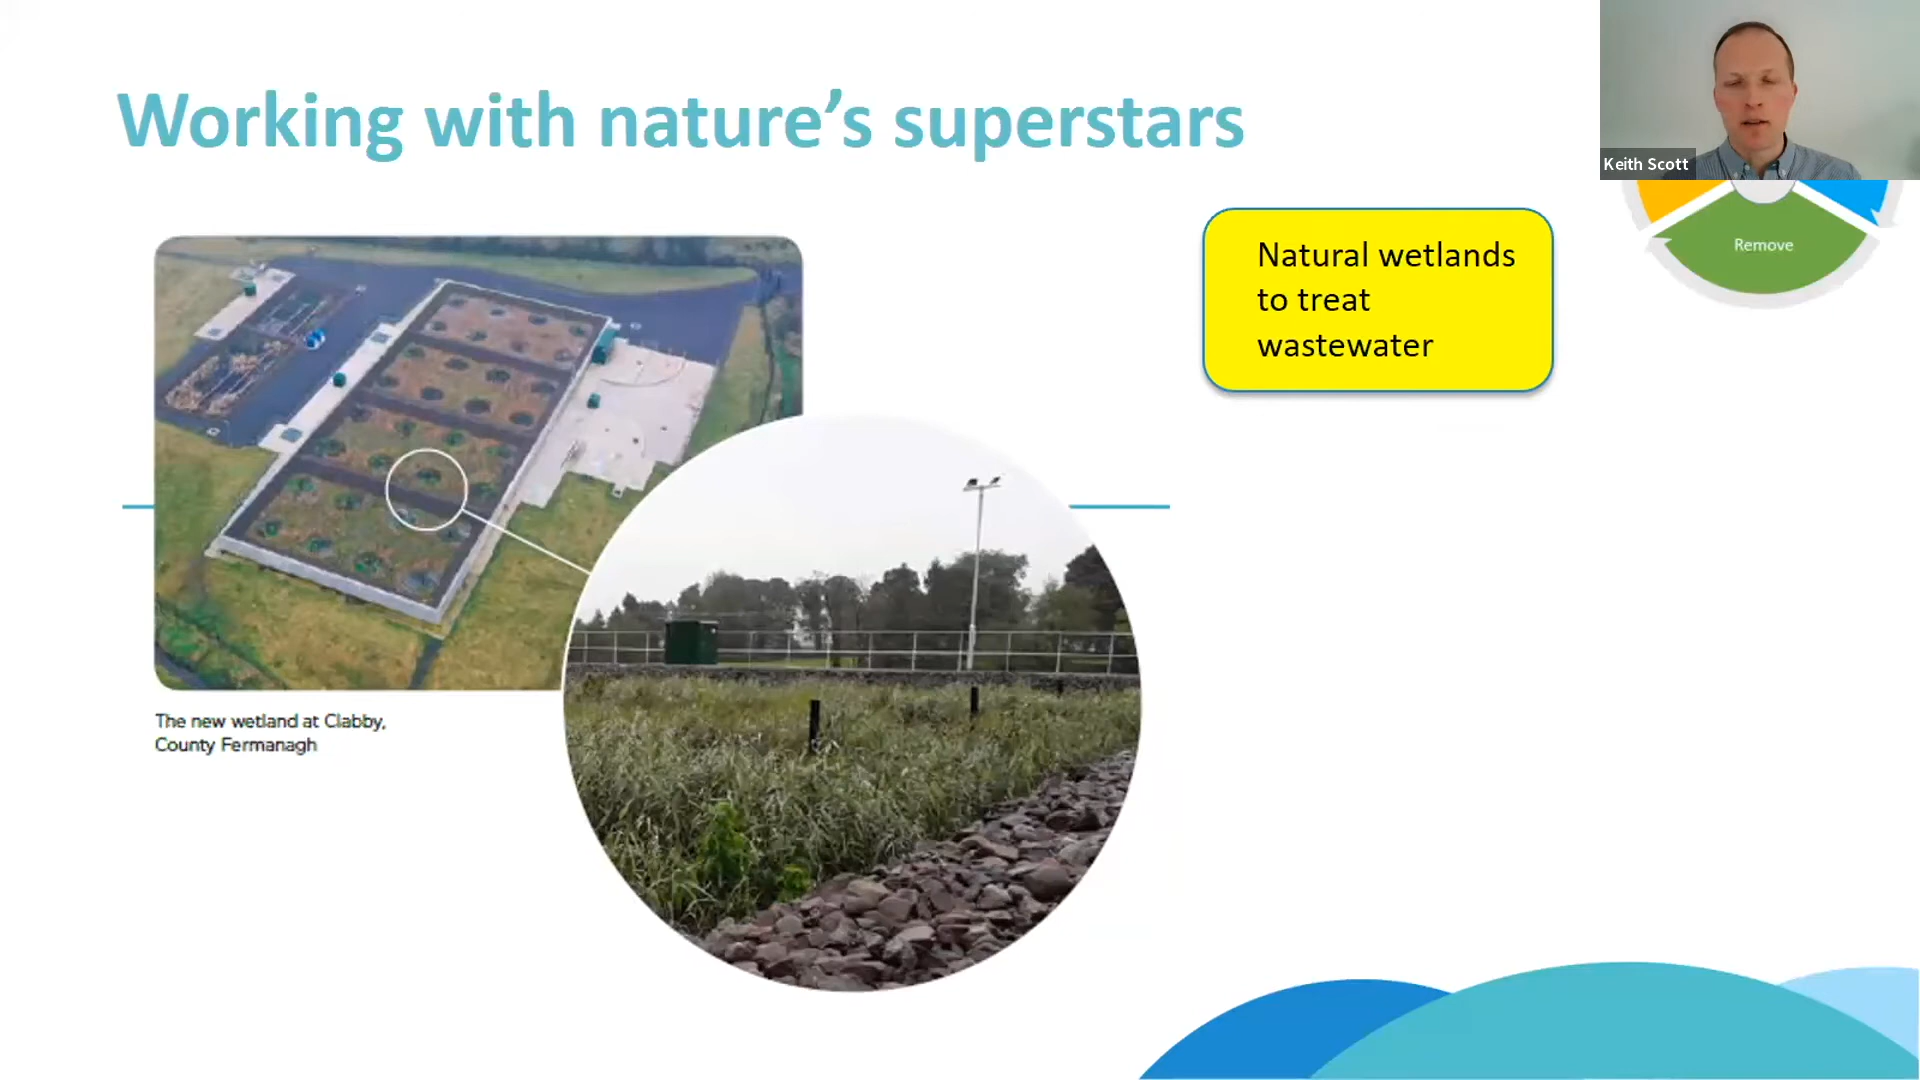 Working with nature’s superstars
Keith Scott
Natural wetlands
to treat
wastewater
Remove
The new wetland at Clabby,
County Fermanagh